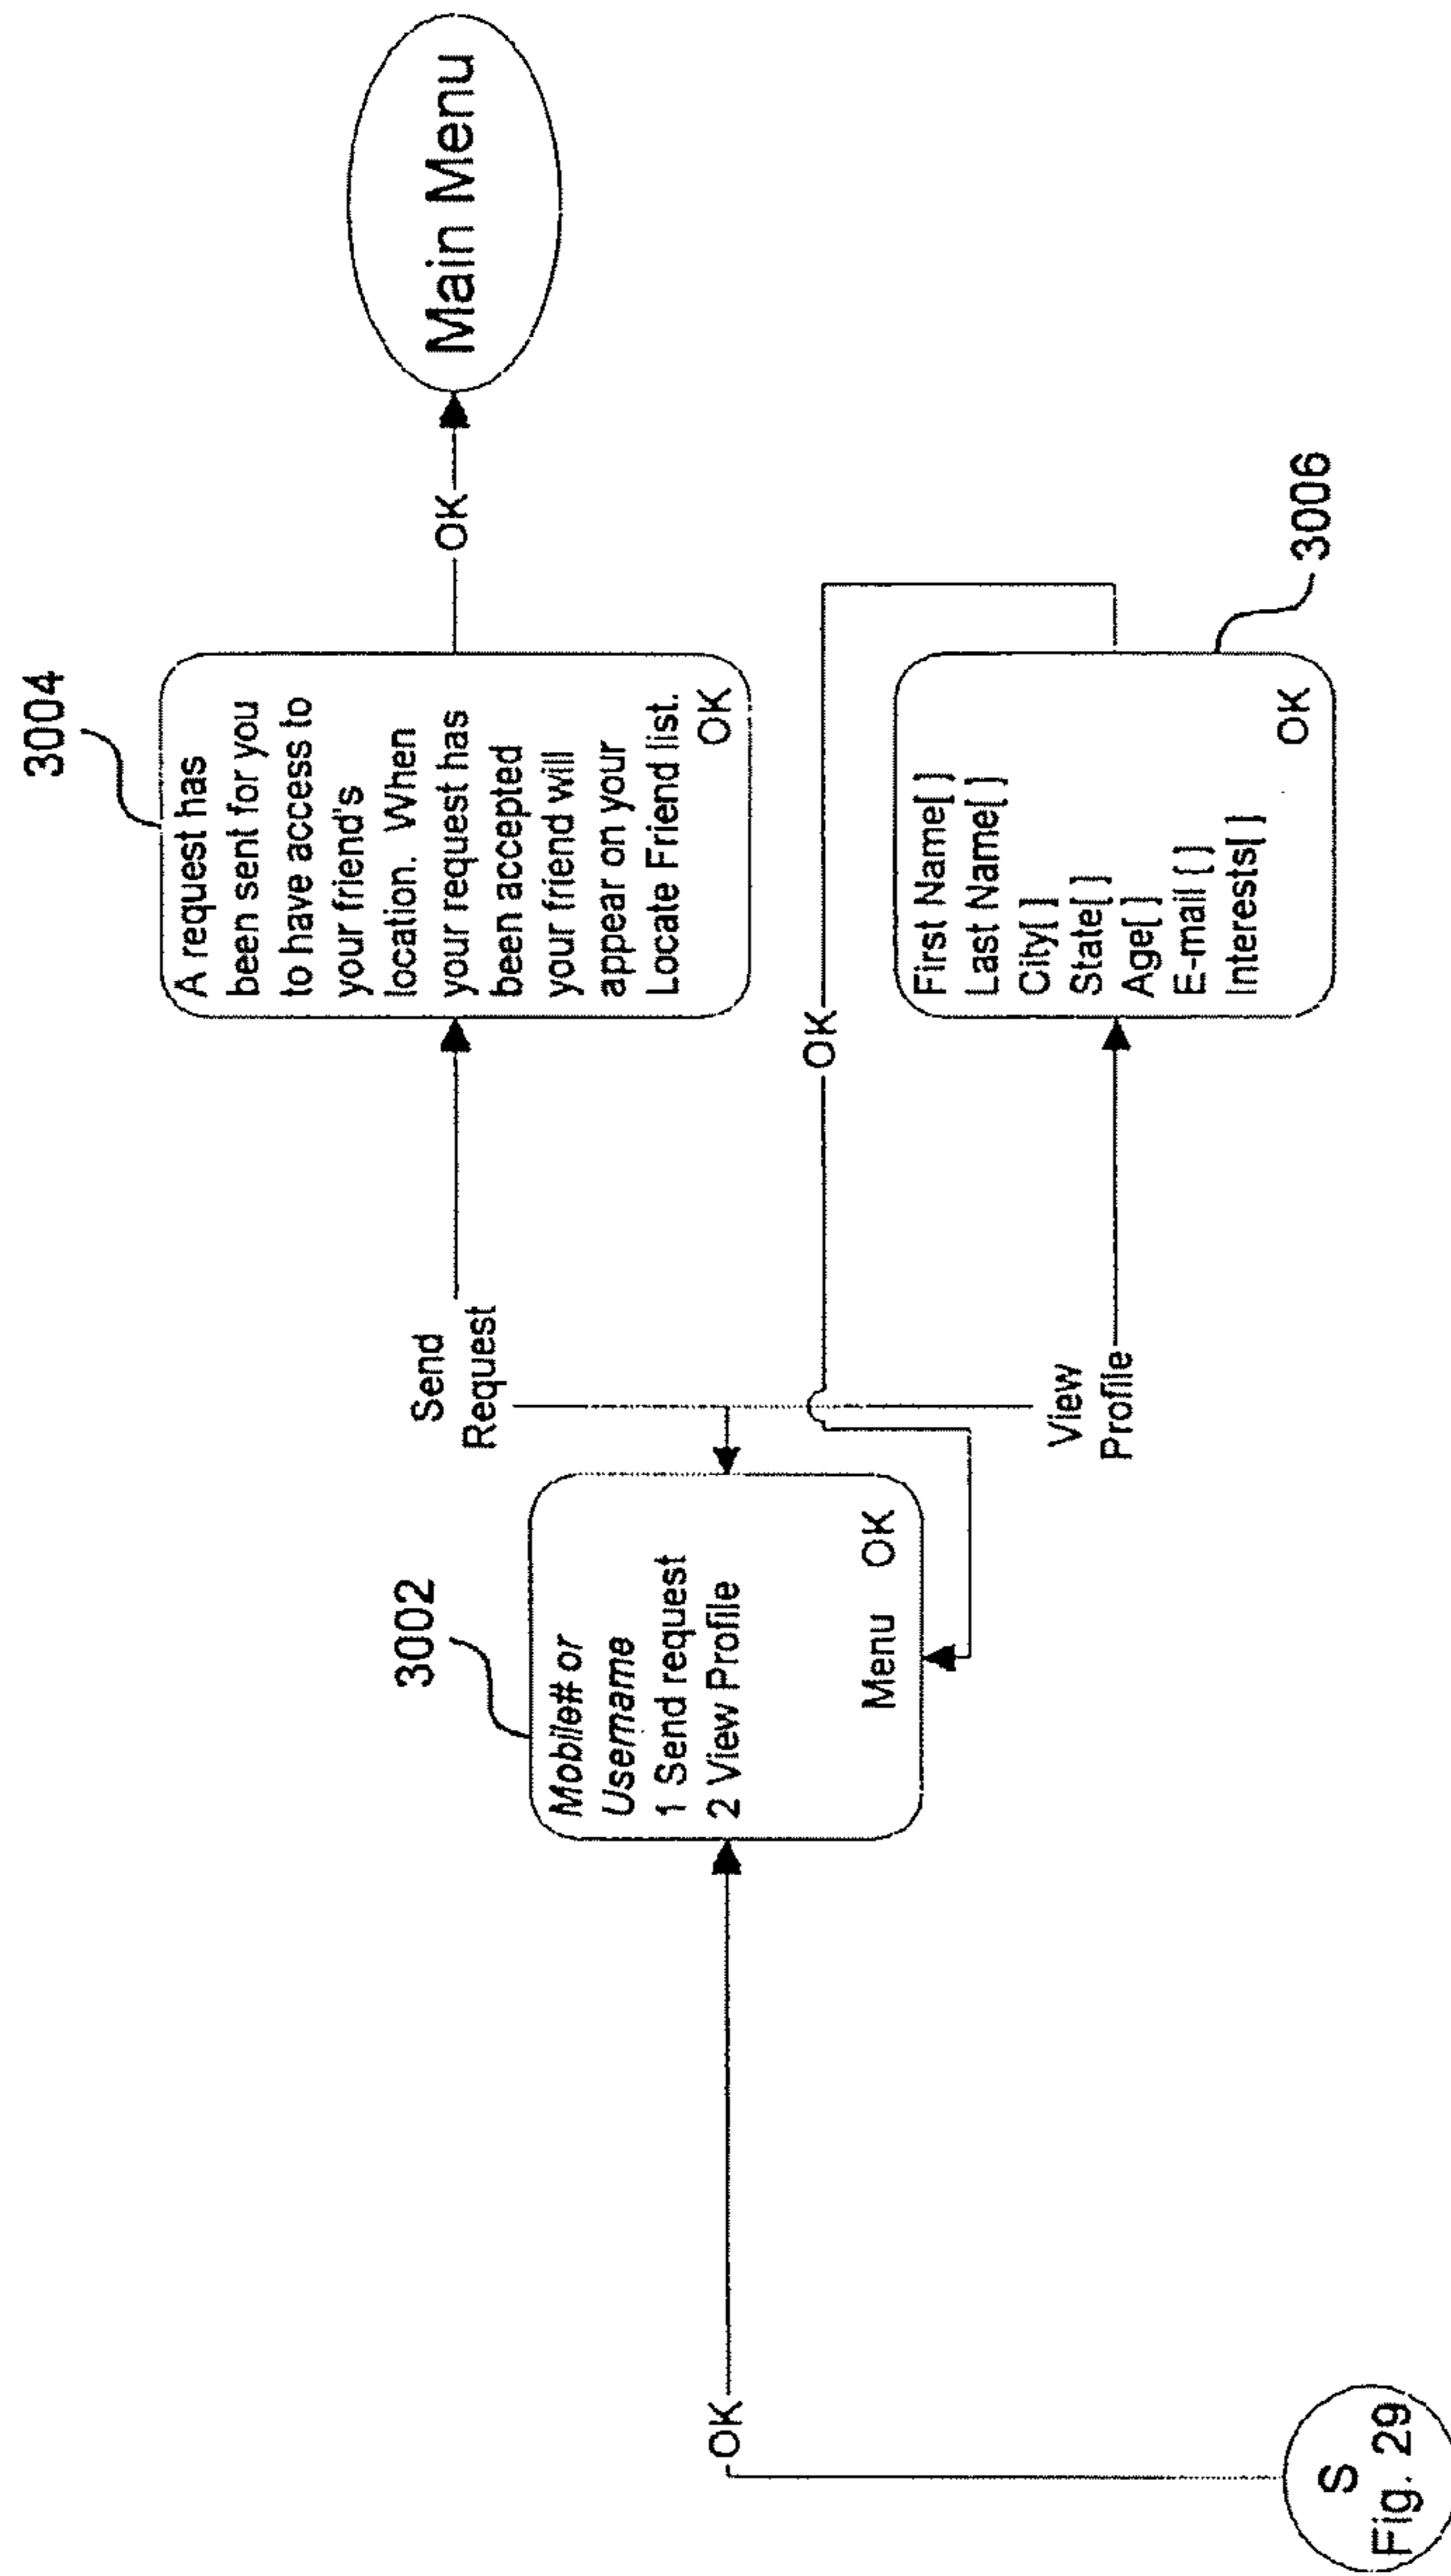 S
Fig. 29
OK
3002
Mobile# or
Username
1 Send request
2 View Profile
Menu OK
Send
Request
View
Profile
OK
3004
A request has
been sent for you
to have access to
your friend's
location. When
your request has
been accepted
your friend will
appear on your
Locate Friend list.
OK
3006
First Name[ ]
Last Name[ ]
City[ ]
State[ ]
Age[ ]
E-mail [ ]
Interests[ ]
OK
OK
Main Menu